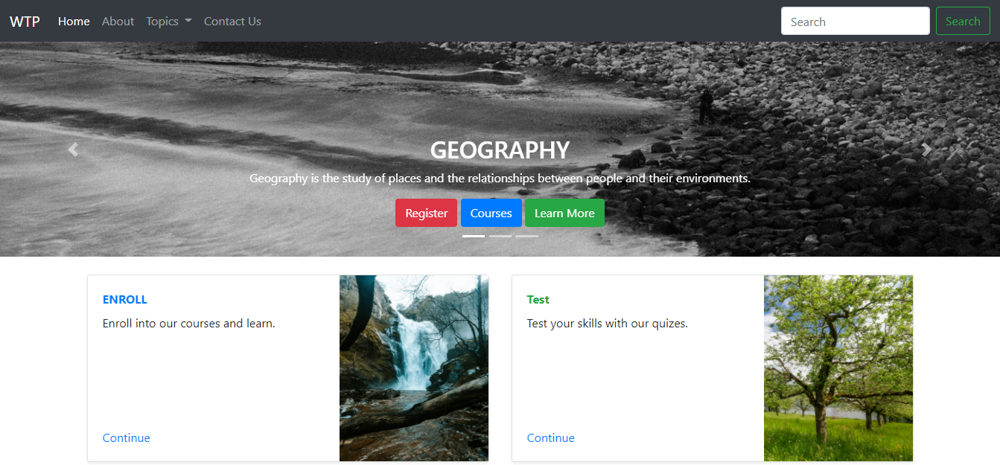 WTP Home About Topics Contact Us Search Search
GEOGRAPHY
Geography is the study of places and the relationships between people and their environments.
Register Courses Learn More
ENROLL
Enroll into our courses and learn.
Continue
Test
Test your skills with our quizes.
Continue